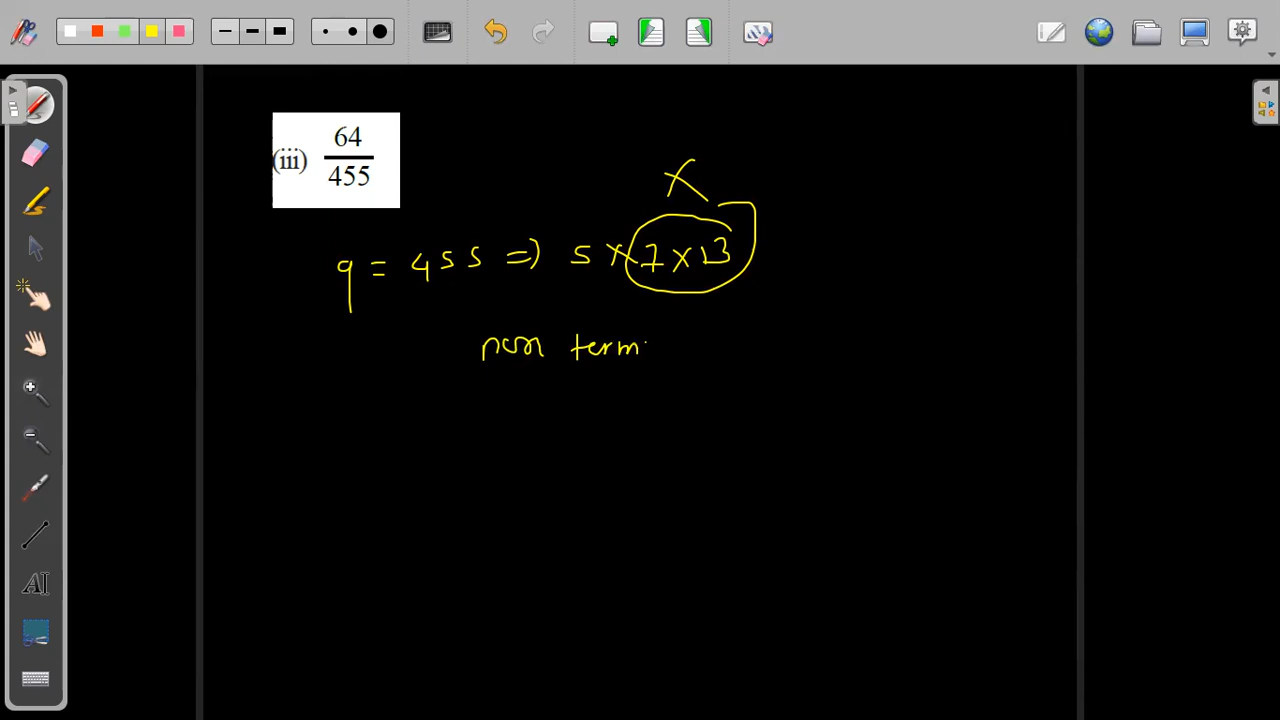 (iii) 64/455
X
q = 455 => 5 x 7 x 13
non term